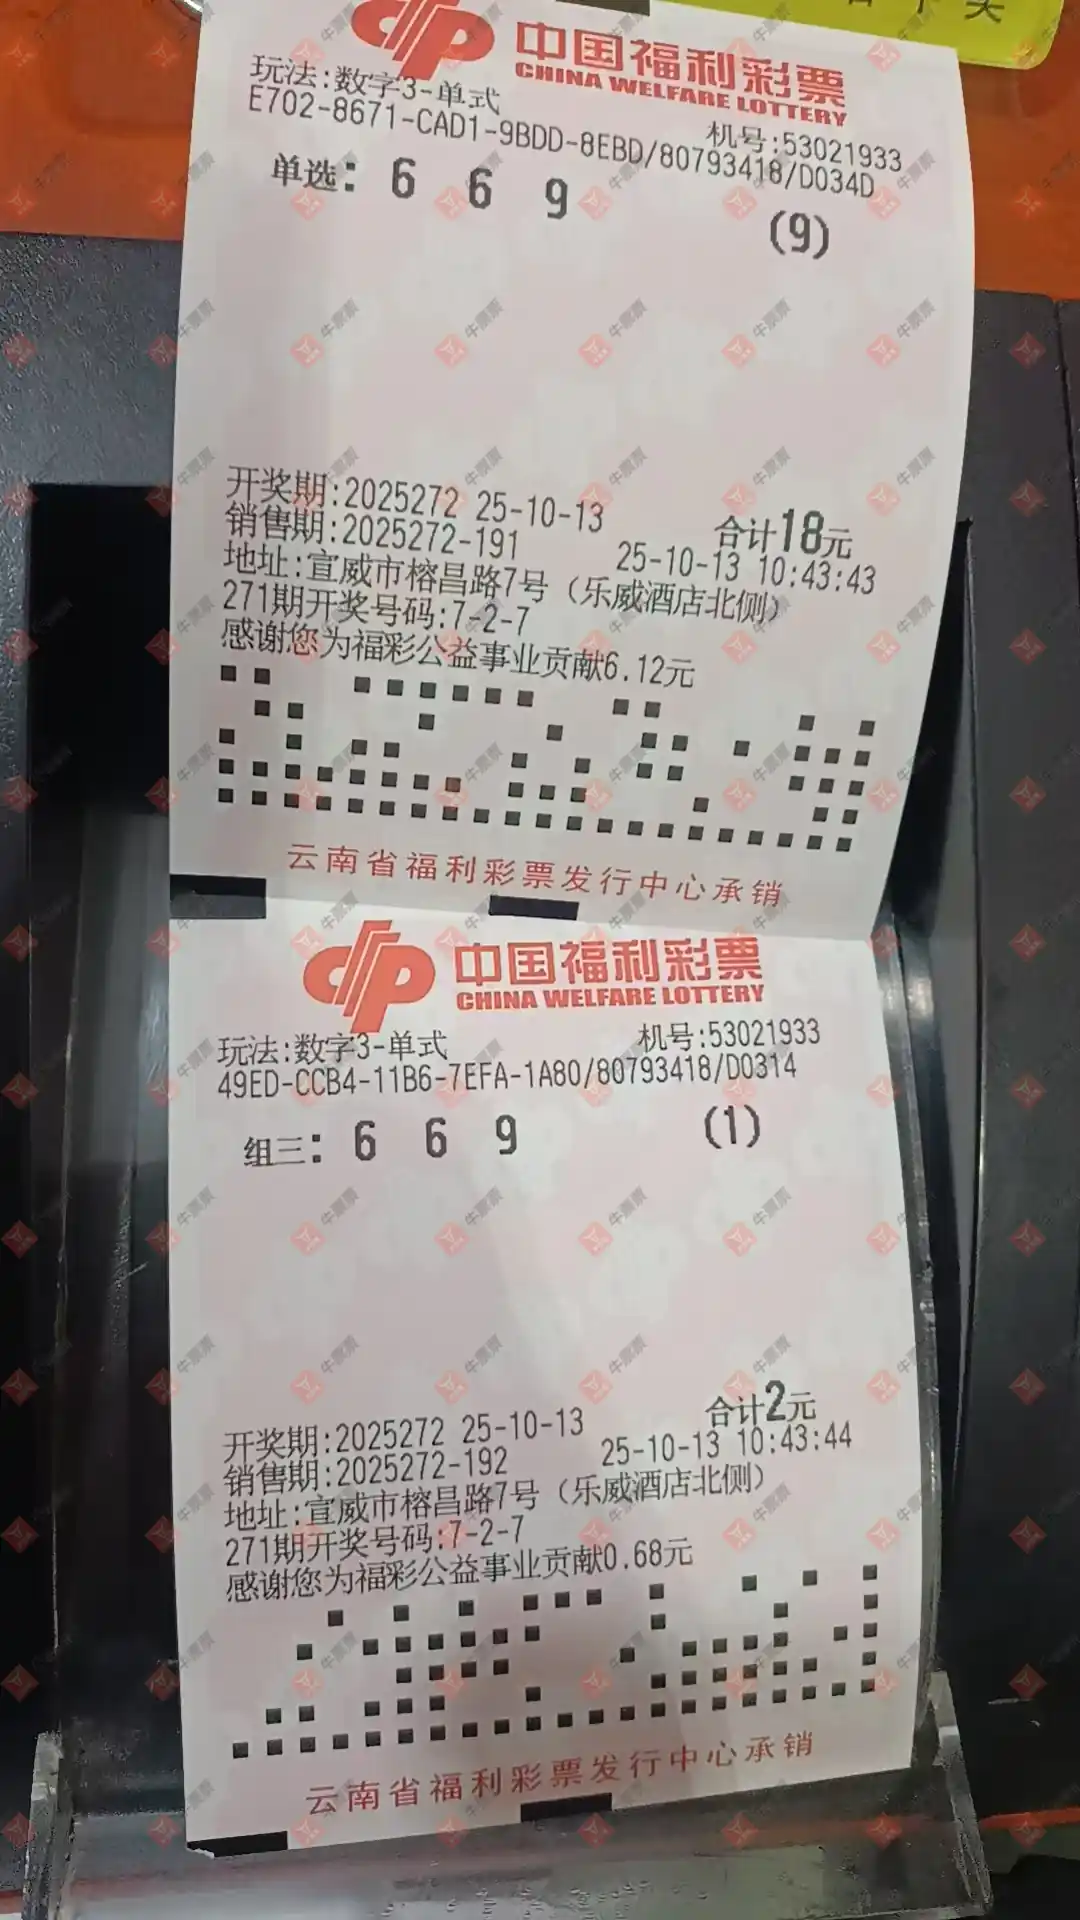 中国福利彩票
CHINA WELFARE LOTTERY
玩法:数字3-单式
机号:53021933
E702-8671-CAD1-9BDD-8EBD/80793418/D034D
单选: 6 6 9 (9)
开奖期:2025272 25-10-13
合计18元
销售期:2025272-191
25-10-13 10:43:43
地址:宣威市榕昌路7号（乐威酒店北侧）
271期开奖号码:7-2-7
感谢您为福彩公益事业贡献6.12元
云南省福利彩票发行中心承销
中国福利彩票
CHINA WELFARE LOTTERY
玩法:数字3-单式
机号:53021933
49ED-CCB4-11B6-7EFA-1A80/80793418/D0314
组三: 6 6 9 (1)
开奖期:2025272 25-10-13
合计2元
销售期:2025272-192
25-10-13 10:43:44
地址:宣威市榕昌路7号（乐威酒店北侧）
271期开奖号码:7-2-7
感谢您为福彩公益事业贡献0.68元
云南省福利彩票发行中心承销
牛票票